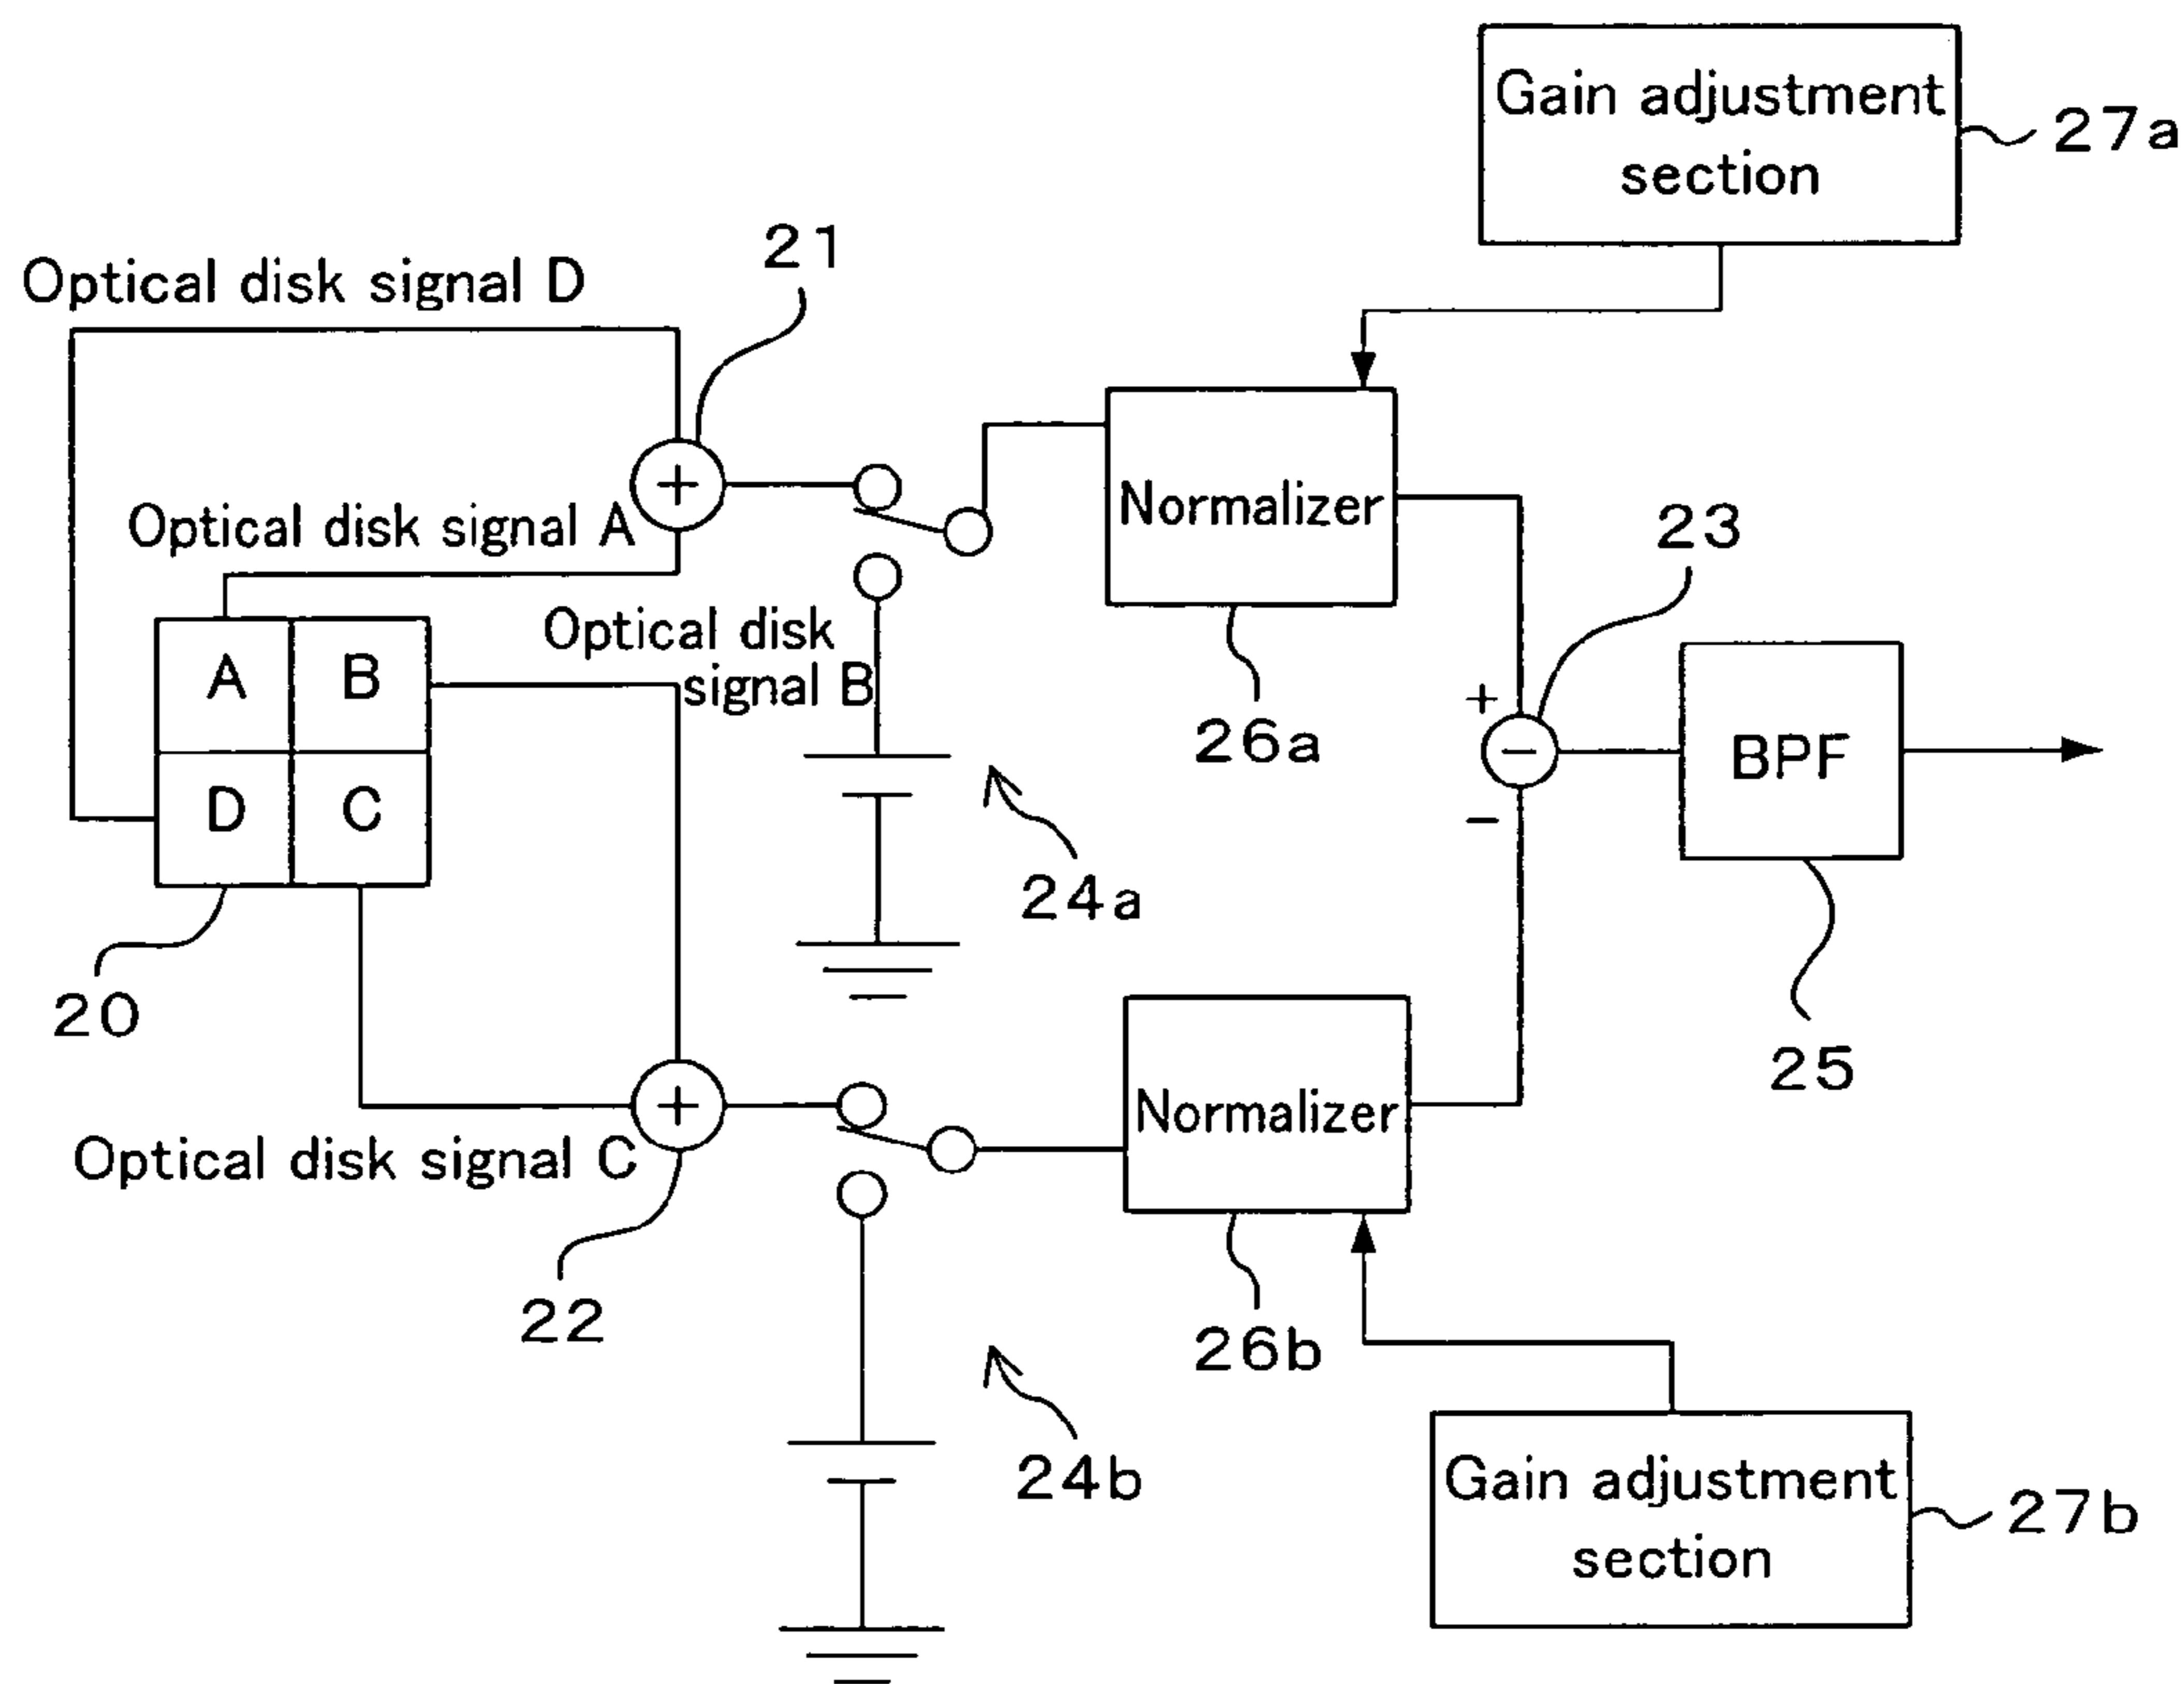 Gain adjustment
section
27a
21
Optical disk signal D
+
Optical disk signal A
Normalizer
23
Optical disk
signal B
A
B
D
C
+
−
−
BPF
26a
24a
20
25
+
Normalizer
Optical disk signal C
22
26b
24b
Gain adjustment
section
27b